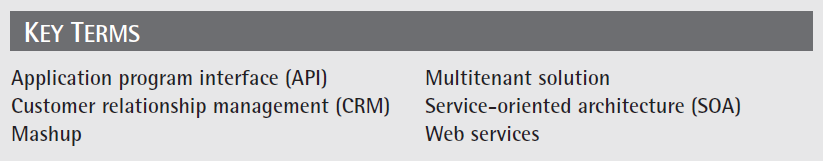 KEY TERMS
Application program interface (API)
Customer relationship management (CRM)
Mashup
Multitenant solution
Service-oriented architecture (SOA)
Web services